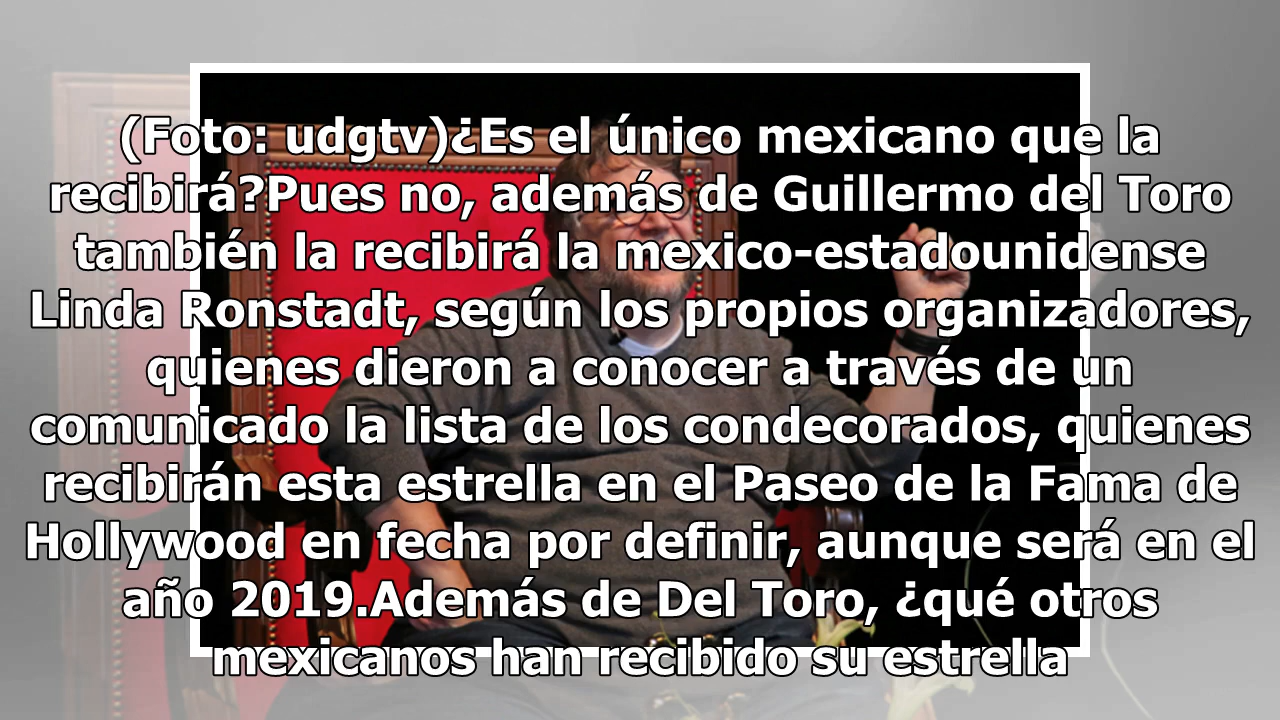 (Foto: udgtv)¿Es el único mexicano que la
recibirá?Pues no, además de Guillermo del Toro
también la recibirá la mexico-estadounidense
Linda Ronstadt, según los propios organizadores,
quienes dieron a conocer a través de un
comunicado la lista de los condecorados, quienes
recibirán esta estrella en el Paseo de la Fama de
Hollywood en fecha por definir, aunque será en el
año 2019.Además de Del Toro, ¿qué otros
mexicanos han recibido su estrella